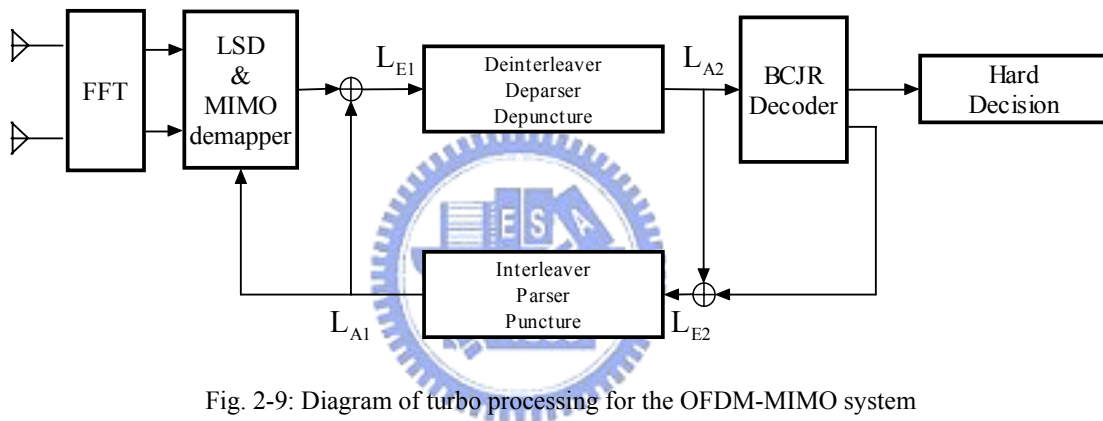 FFT
LSD
&
MIMO
demapper
L_E1
Deinterleaver
Deparser
Depuncture
L_A2
BCJR
Decoder
Hard
Decision
ESA
Interleaver
Parser
Puncture
L_A1
L_E2
Fig. 2-9: Diagram of turbo processing for the OFDM-MIMO system